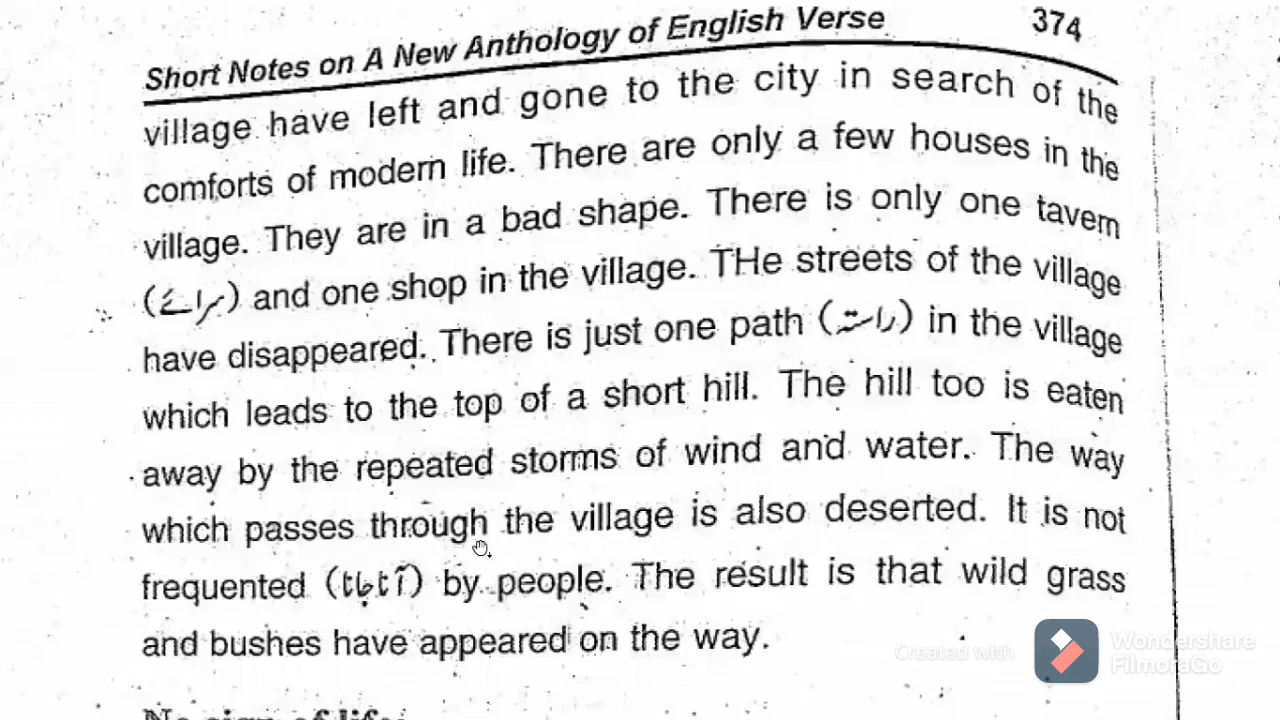 Short Notes on A New Anthology of English Verse 374
village have left and gone to the city in search of the
comforts of modern life. There are only a few houses in the
village. They are in a bad shape. There is only one tavern
(سرائے) and one shop in the village. THe streets of the village
have disappeared. There is just one path (راستہ) in the village
which leads to the top of a short hill. The hill too is eaten
away by the repeated storms of wind and water. The way
which passes through the village is also deserted. It is not
frequented (آنا جانا) by people. The result is that wild grass
and bushes have appeared on the way.
No sign of life:
Created with Wondershare
FilmoraGo